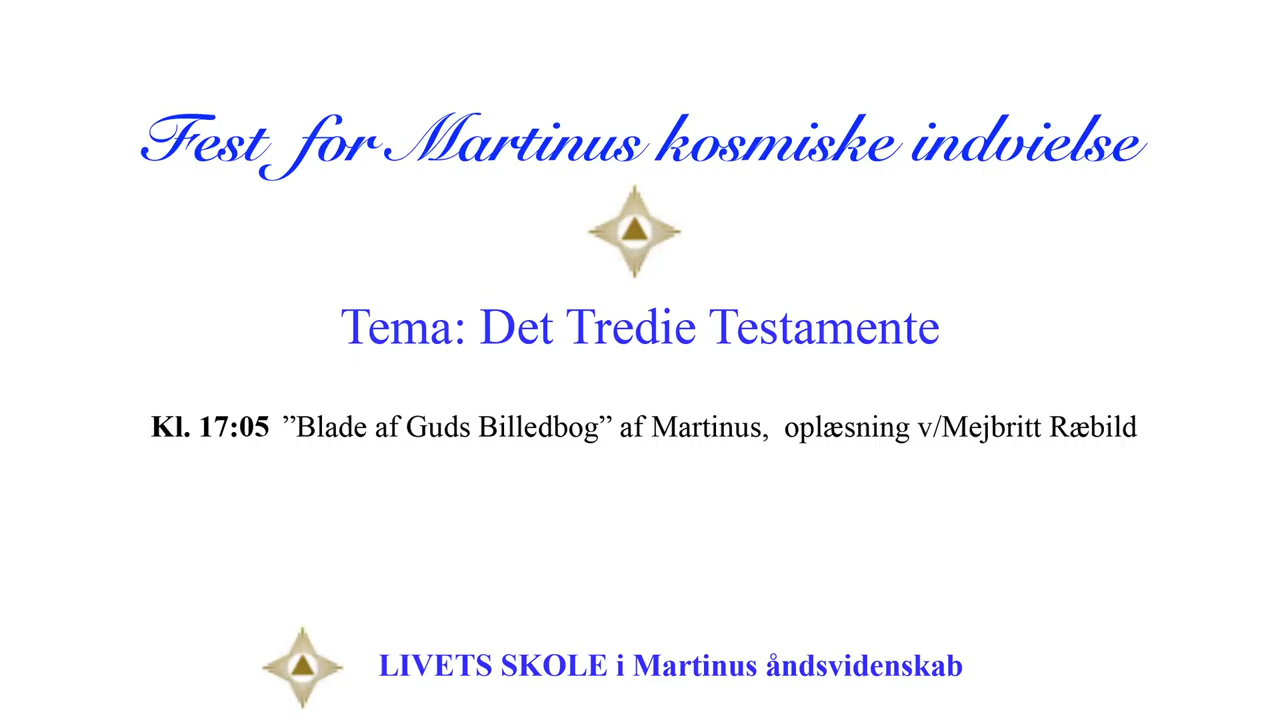 Fest for Martinus kosmiske indvielse
Tema: Det Tredie Testamente
Kl. 17:05 ”Blade af Guds Billedbog” af Martinus, oplæsning v/Mejbritt Ræbild
LIVETS SKOLE i Martinus åndsvidenskab